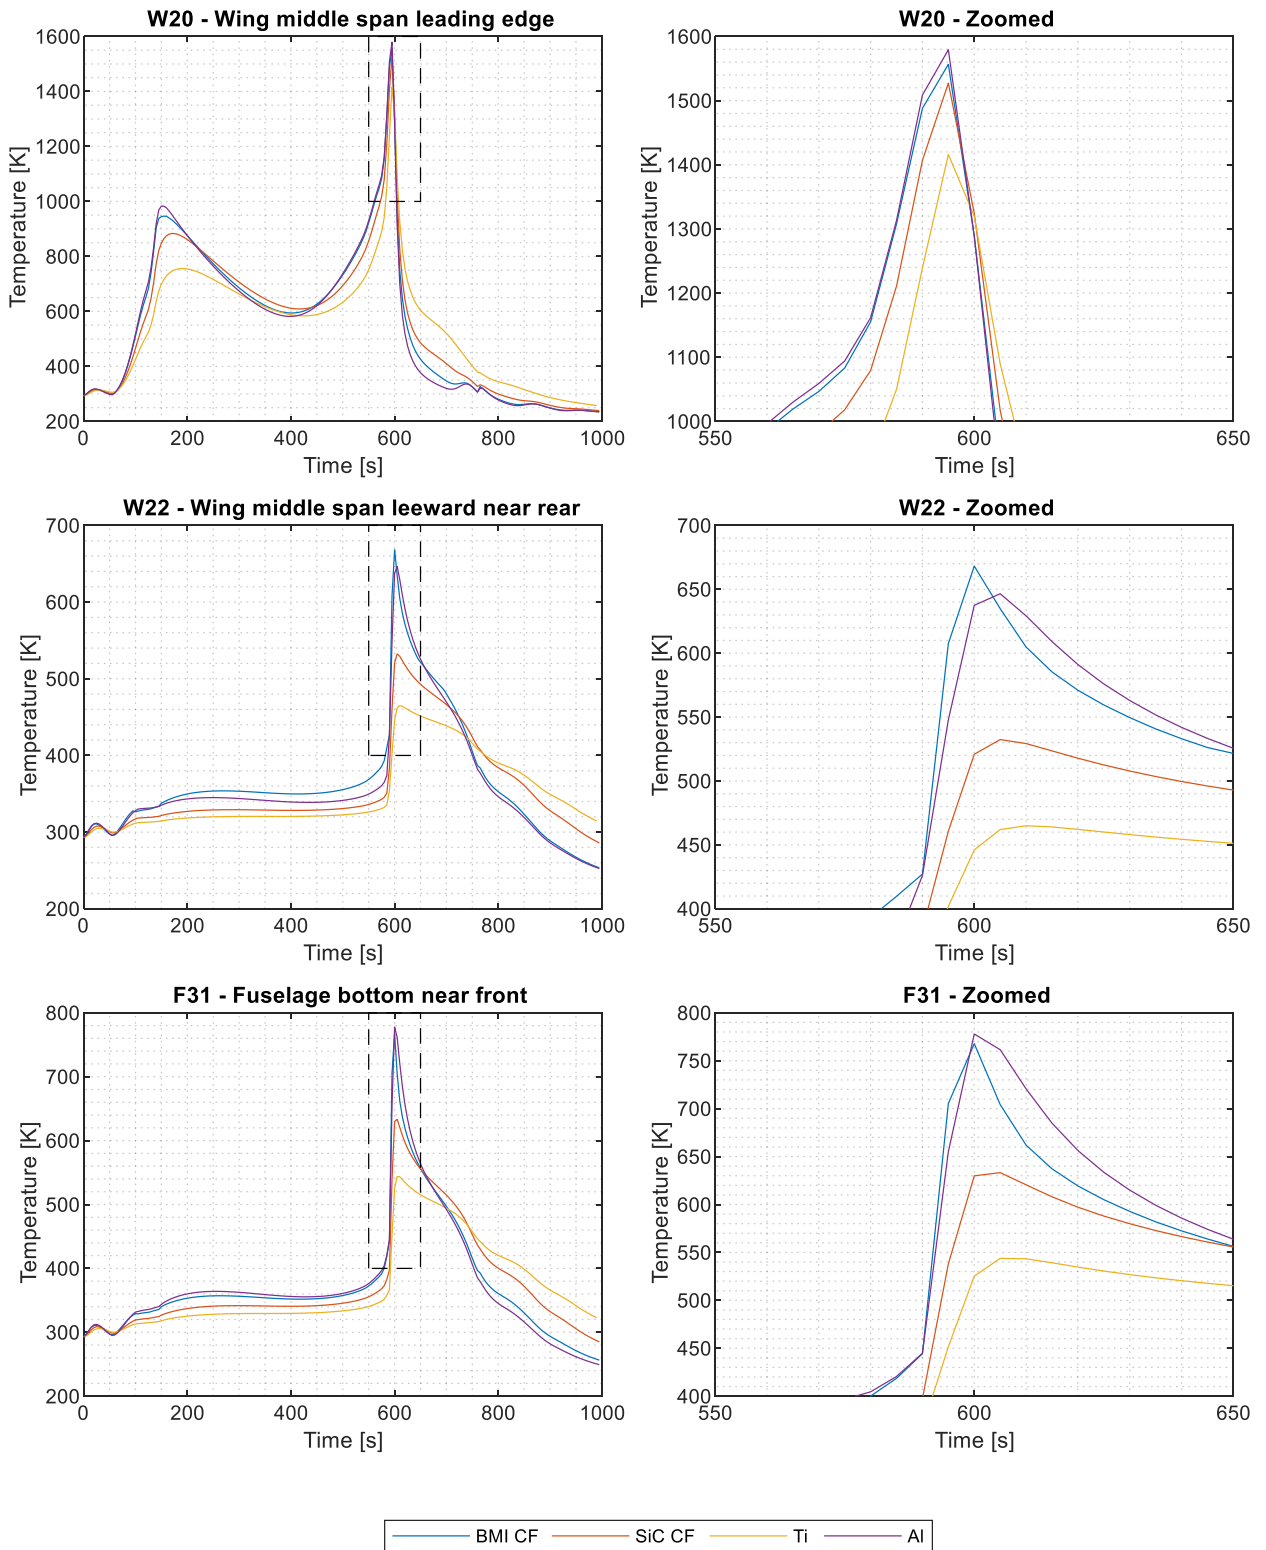 W20 - Wing middle span leading edge
1600
1400
1200
1000
800
600
400
200
Temperature [K]
0 200 400 600 800 1000
Time [s]
W20 - Zoomed
1600
1500
1400
1300
1200
1100
1000
Temperature [K]
550 600 650
Time [s]
W22 - Wing middle span leeward near rear
700
600
500
400
300
200
Temperature [K]
0 200 400 600 800 1000
Time [s]
W22 - Zoomed
700
650
600
550
500
450
400
Temperature [K]
550 600 650
Time [s]
F31 - Fuselage bottom near front
800
700
600
500
400
300
200
Temperature [K]
0 200 400 600 800 1000
Time [s]
F31 - Zoomed
800
750
700
650
600
550
500
450
400
Temperature [K]
550 600 650
Time [s]
BMI CF SiC CF Ti Al